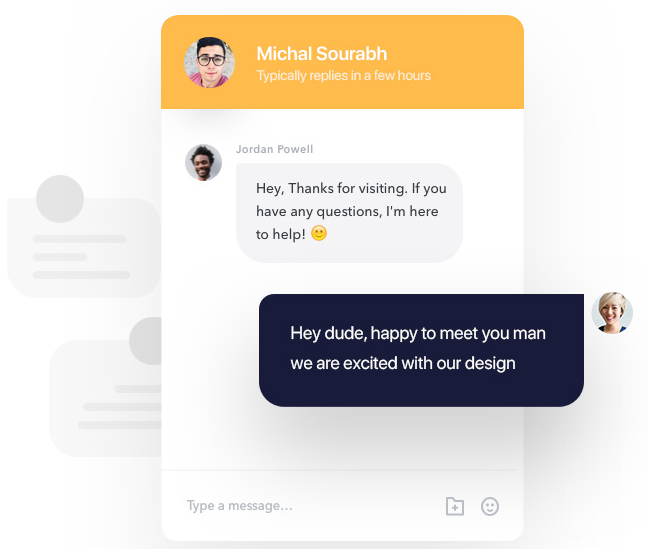 Michal Sourabh
Typically replies in a few hours
Jordan Powell
Hey, Thanks for visiting. If you
have any questions, I'm here
to help! 🙂
Hey dude, happy to meet you man
we are excited with our design
Type a message...